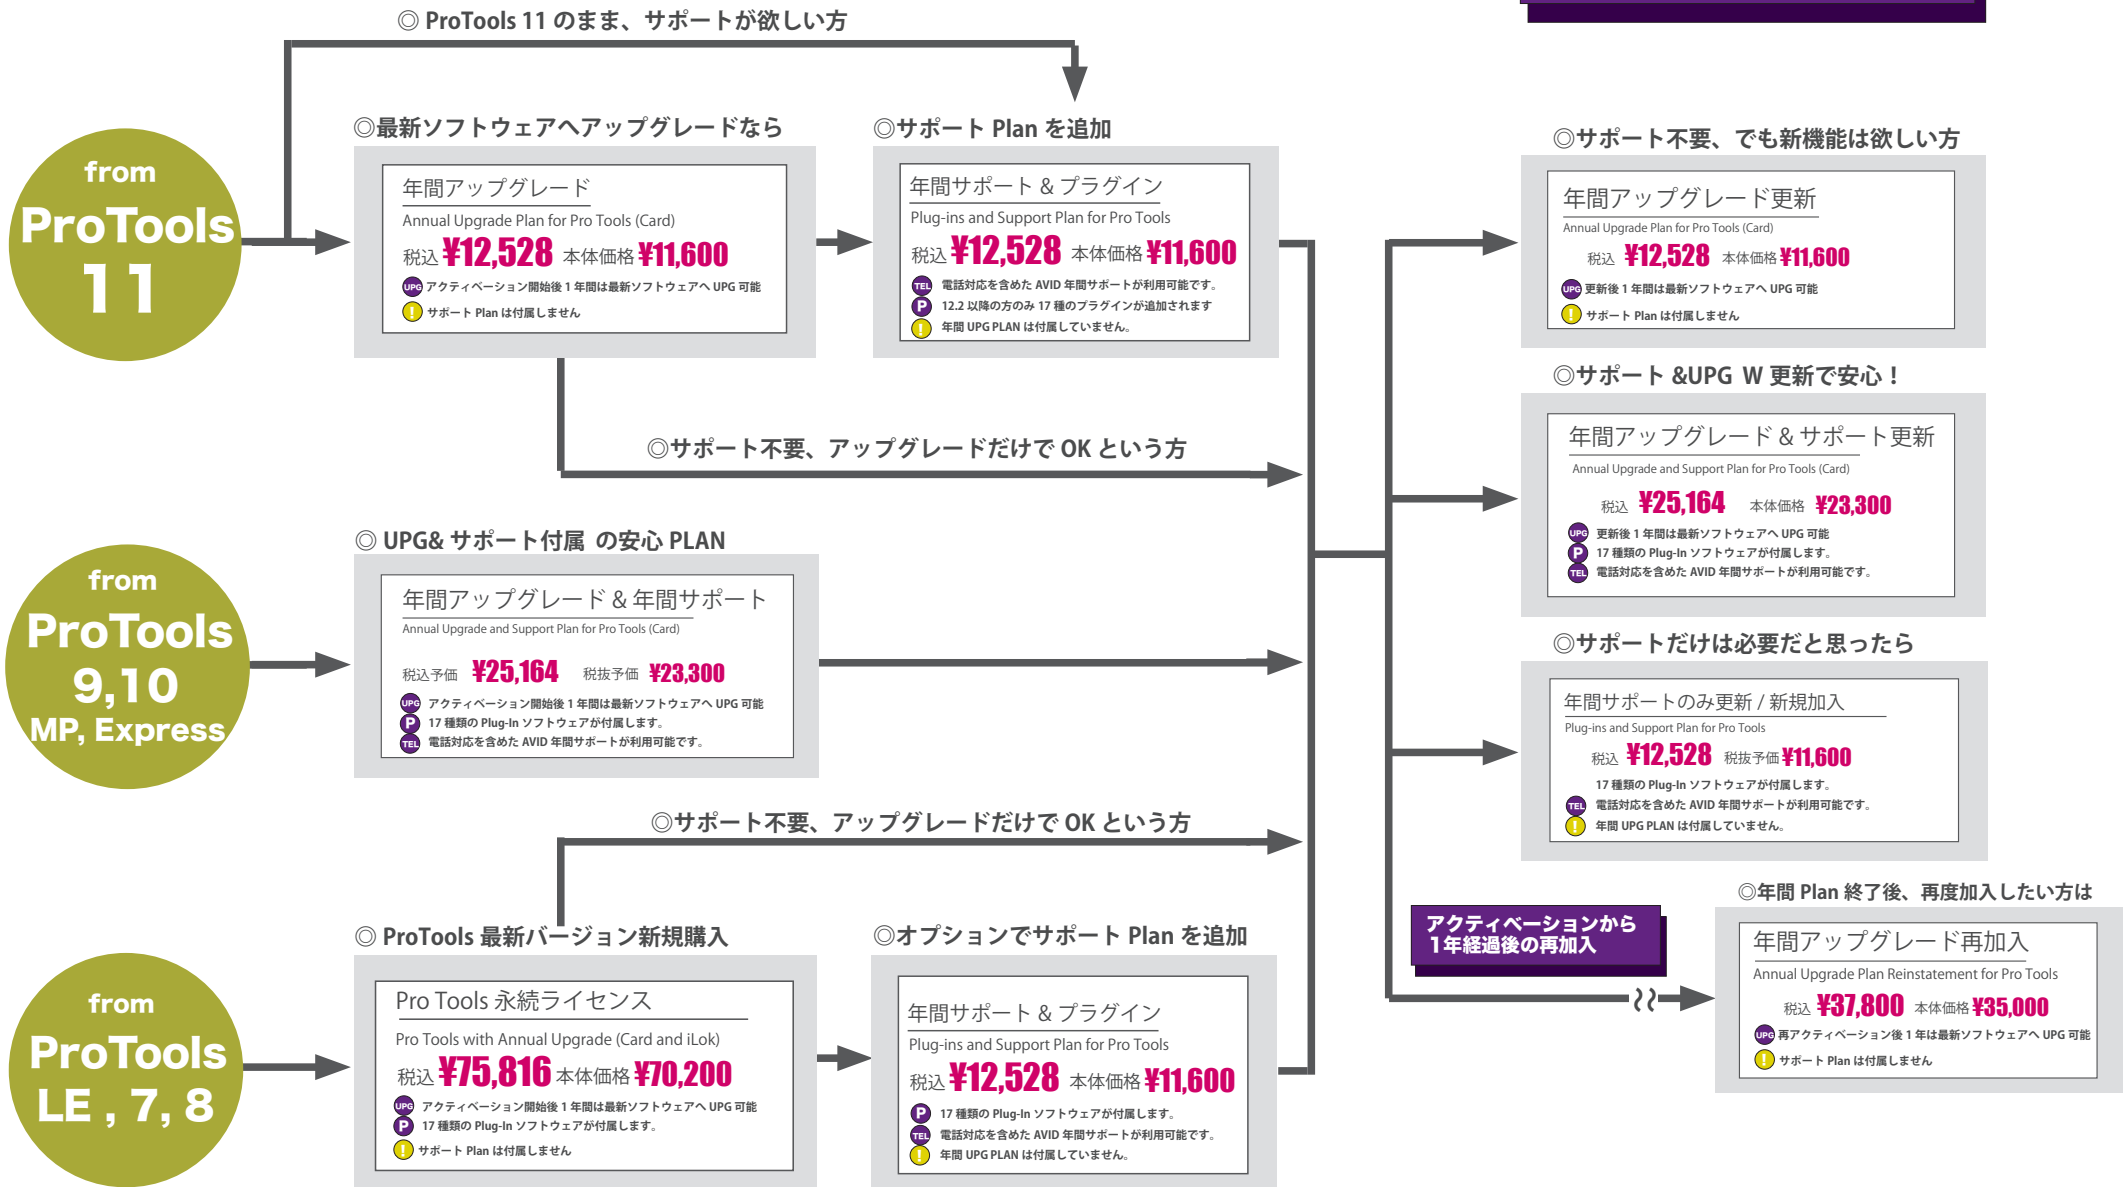 ◎ ProTools 11 のまま、サポートが欲しい方
from
ProTools
11
◎最新ソフトウェアへアップグレードなら
年間アップグレード
Annual Upgrade Plan for Pro Tools (Card)
税込 ¥12,528 本体価格 ¥11,600
UPG アクティベーション開始後 1 年間は最新ソフトウェアへ UPG 可能
! サポート Plan は付属しません
◎サポート Plan を追加
年間サポート & プラグイン
Plug-ins and Support Plan for Pro Tools
税込 ¥12,528 本体価格 ¥11,600
TEL 電話対応を含めた AVID 年間サポートが利用可能です。
P 12.2 以降の方のみ 17 種のプラグインが追加されます
! 年間 UPG PLAN は付属していません。
◎サポート不要、アップグレードだけで OK という方
from
ProTools
9,10
MP, Express
◎ UPG& サポート付属 の安心 PLAN
年間アップグレード & 年間サポート
Annual Upgrade and Support Plan for Pro Tools (Card)
税込予価 ¥25,164 税抜予価 ¥23,300
UPG アクティベーション開始後 1 年間は最新ソフトウェアへ UPG 可能
P 17 種類の Plug-In ソフトウェアが付属します。
TEL 電話対応を含めた AVID 年間サポートが利用可能です。
◎サポート不要、アップグレードだけで OK という方
from
ProTools
LE , 7, 8
◎ ProTools 最新バージョン新規購入
Pro Tools 永続ライセンス
Pro Tools with Annual Upgrade (Card and iLok)
税込 ¥75,816 本体価格 ¥70,200
UPG アクティベーション開始後 1 年間は最新ソフトウェアへ UPG 可能
P 17 種類の Plug-In ソフトウェアが付属します。
! サポート Plan は付属しません
◎オプションでサポート Plan を追加
年間サポート & プラグイン
Plug-ins and Support Plan for Pro Tools
税込 ¥12,528 本体価格 ¥11,600
P 17 種類の Plug-In ソフトウェアが付属します。
TEL 電話対応を含めた AVID 年間サポートが利用可能です。
! 年間 UPG PLAN は付属していません。
◎サポート不要、でも新機能は欲しい方
年間アップグレード更新
Annual Upgrade Plan for Pro Tools (Card)
税込 ¥12,528 本体価格 ¥11,600
UPG 更新後 1 年間は最新ソフトウェアへ UPG 可能
! サポート Plan は付属しません
◎サポート &UPG W 更新で安心！
年間アップグレード & サポート更新
Annual Upgrade and Support Plan for Pro Tools (Card)
税込 ¥25,164 本体価格 ¥23,300
UPG 更新後 1 年間は最新ソフトウェアへ UPG 可能
P 17 種類の Plug-In ソフトウェアが付属します。
TEL 電話対応を含めた AVID 年間サポートが利用可能です。
◎サポートだけは必要だと思ったら
年間サポートのみ更新 / 新規加入
Plug-ins and Support Plan for Pro Tools
税込 ¥12,528 税抜予価 ¥11,600
17 種類の Plug-In ソフトウェアが付属します。
TEL 電話対応を含めた AVID 年間サポートが利用可能です。
! 年間 UPG PLAN は付属していません。
アクティベーションから
1年経過後の再加入
◎年間 Plan 終了後、再度加入したい方は
年間アップグレード再加入
Annual Upgrade Plan Reinstatement for Pro Tools
税込 ¥37,800 本体価格 ¥35,000
UPG 再アクティベーション後 1 年は最新ソフトウェアへ UPG 可能
! サポート Plan は付属しません